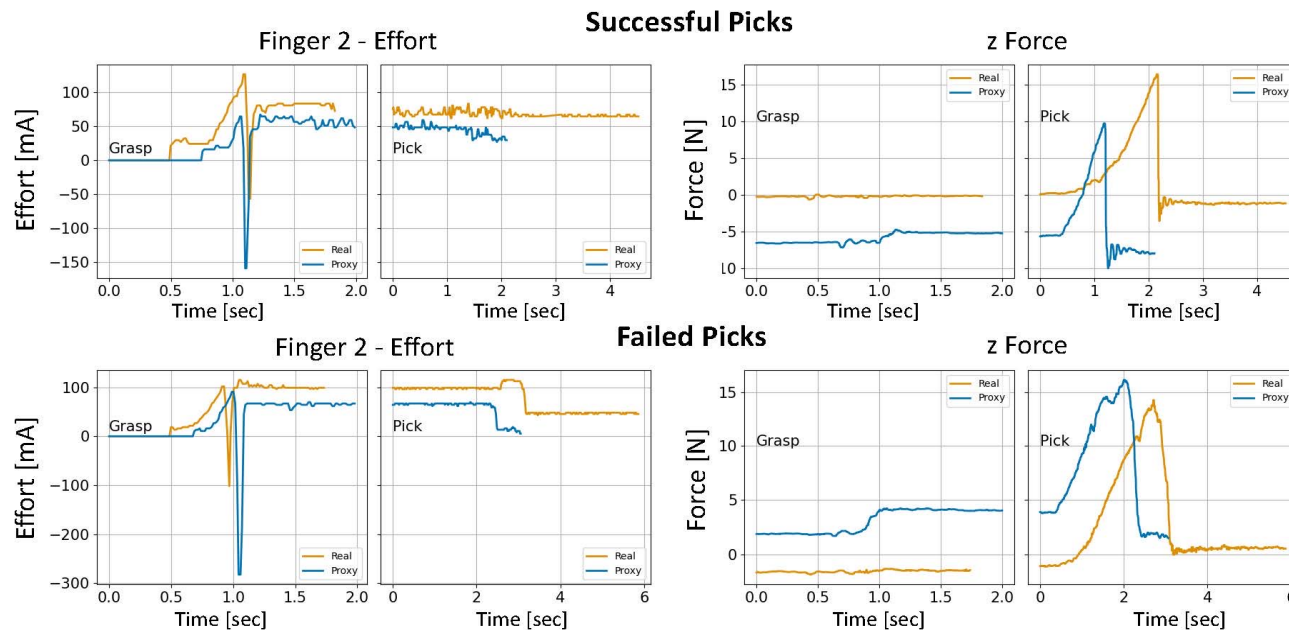 Successful Picks
Finger 2 - Effort
z Force
Effort [mA]
100
50
0
−50
−100
−150
Grasp
Real
Proxy
0.0 0.5 1.0 1.5 2.0
Time [sec]
Pick
Real
Proxy
0 1 2 3 4
Time [sec]
Force [N]
15
10
5
0
−5
10
Grasp
Real
Proxy
0.0 0.5 1.0 1.5 2.0
Time [sec]
Pick
Real
Proxy
0 1 2 3 4
Time [sec]
Failed Picks
Finger 2 - Effort
z Force
Effort [mA]
100
0
−100
−200
−300
Grasp
Real
Proxy
0.0 0.5 1.0 1.5 2.0
Time [sec]
Pick
Real
Proxy
0 2 4 6
Time [sec]
Force [N]
15
10
5
0
Grasp
Real
Proxy
0.0 0.5 1.0 1.5 2.0
Time [sec]
Pick
Real
Proxy
0 2 4 6
Time [sec]